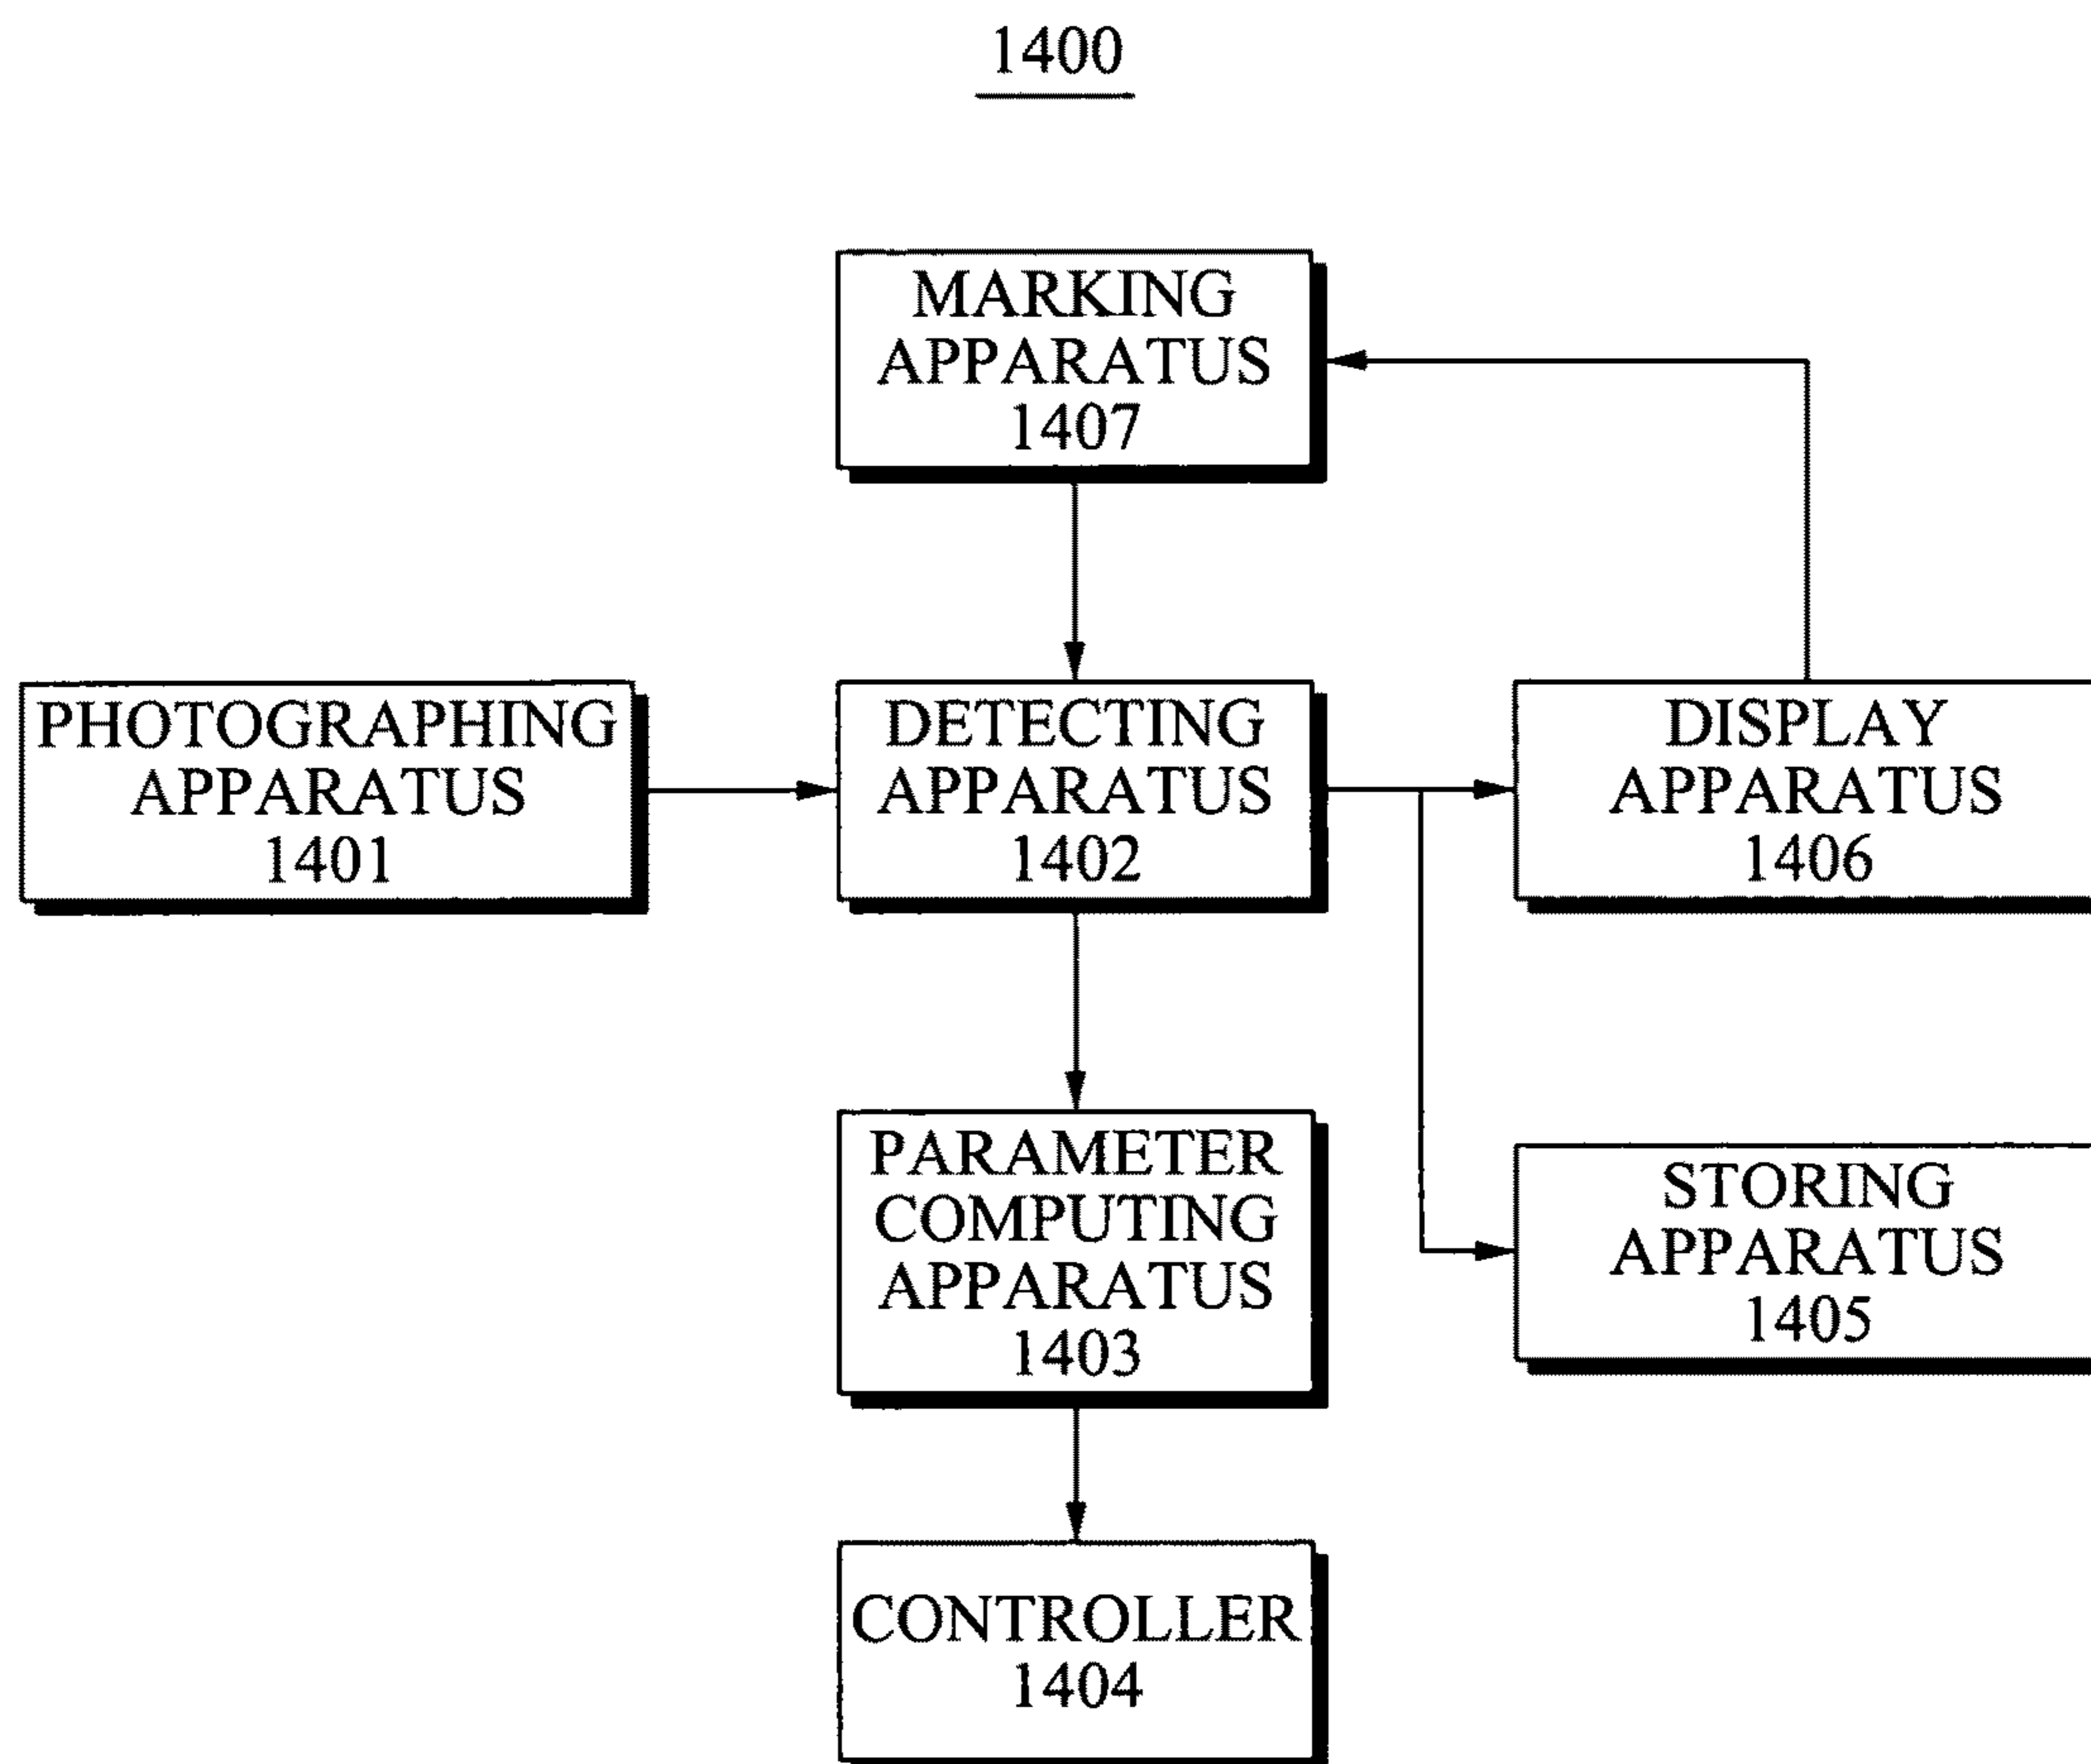 1400
MARKING
APPARATUS
1407
PHOTOGRAPHING
APPARATUS
1401
DETECTING
APPARATUS
1402
DISPLAY
APPARATUS
1406
PARAMETER
COMPUTING
APPARATUS
1403
STORING
APPARATUS
1405
CONTROLLER
1404